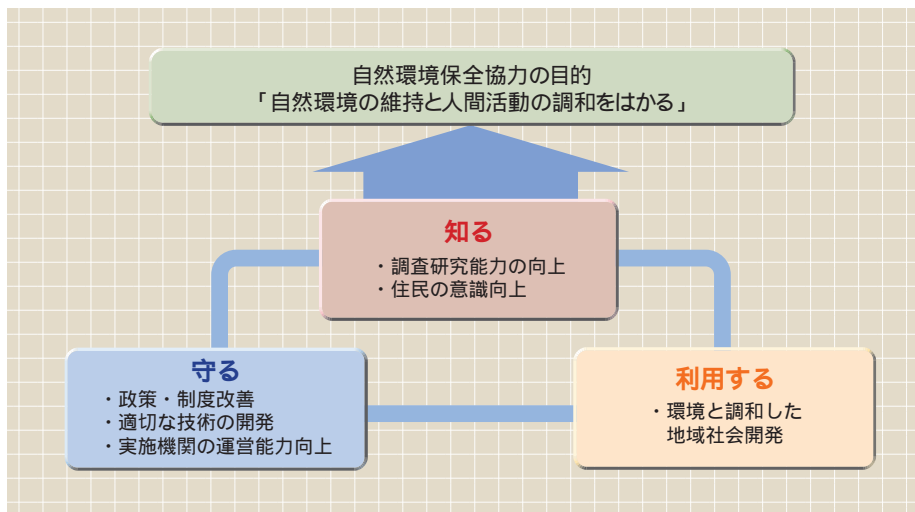 自然環境保全協力の目的
「自然環境の維持と人間活動の調和をはかる」
知る
・調査研究能力の向上
・住民の意識向上
守る
・政策・制度改善
・適切な技術の開発
・実施機関の運営能力向上
利用する
・環境と調和した
地域社会開発